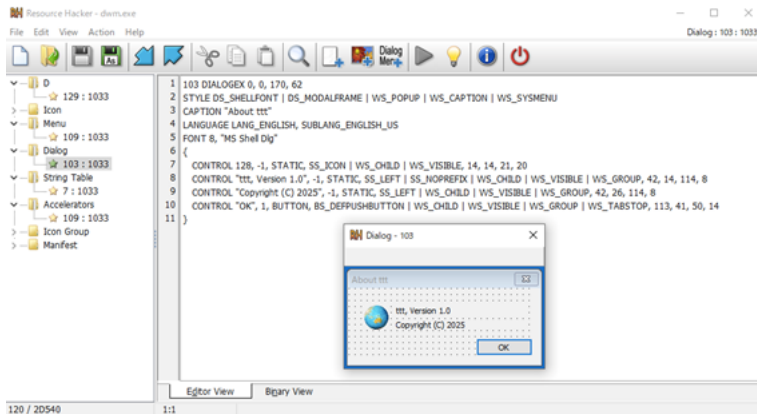 Resource Hacker - dwm.exe
File Edit View Action Help
Dialog : 103 : 1033
As
Dialog
Menu
D
129 : 1033
Icon
Menu
109 : 1033
Dialog
103 : 1033
String Table
7 : 1033
Accelerators
109 : 1033
Icon Group
Manifest
1 103 DIALOGEX 0, 0, 170, 62
2 STYLE DS_SHELLFONT | DS_MODALFRAME | WS_POPUP | WS_CAPTION | WS_SYSMENU
3 CAPTION "About ttt"
4 LANGUAGE LANG_ENGLISH, SUBLANG_ENGLISH_US
5 FONT 8, "MS Shell Dlg"
6 {
7 CONTROL 128, -1, STATIC, SS_ICON | WS_CHILD | WS_VISIBLE, 14, 14, 21, 20
8 CONTROL "ttt, Version 1.0", -1, STATIC, SS_LEFT | SS_NOPREFIX | WS_CHILD | WS_VISIBLE | WS_GROUP, 42, 14, 114, 8
9 CONTROL "Copyright (C) 2025", -1, STATIC, SS_LEFT | WS_CHILD | WS_VISIBLE | WS_GROUP, 42, 26, 114, 8
10 CONTROL "OK", 1, BUTTON, BS_DEFPUSHBUTTON | WS_CHILD | WS_VISIBLE | WS_GROUP | WS_TABSTOP, 113, 41, 50, 14
11 }
Dialog - 103
About ttt
ttt, Version 1.0
Copyright (C) 2025
OK
Editor View Binary View
120 / 2D540 1:1